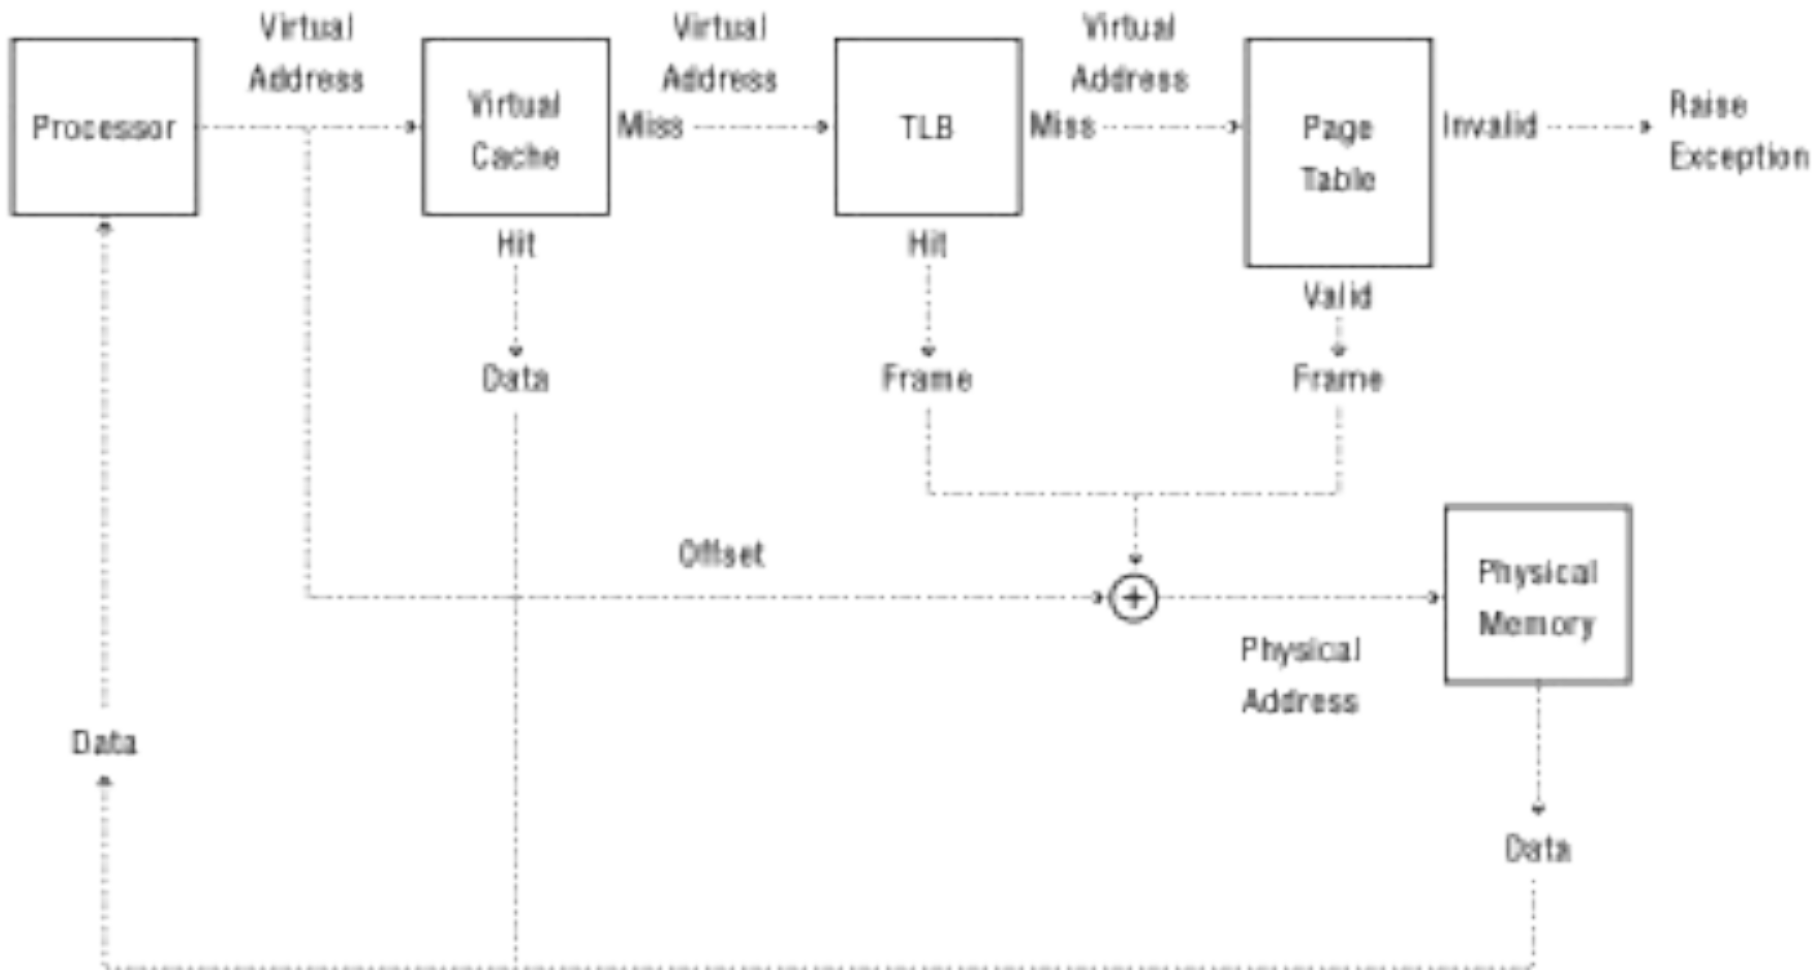 Virtual
Address
Virtual
Address
Virtual
Address
Processor
Virtual
Cache
Miss
TLB
Miss
Page
Table
Invalid
Raise
Exception
Hit
Hit
Valid
Data
Frame
Frame
Offset
+
Physical
Memory
Physical
Address
Data
Data